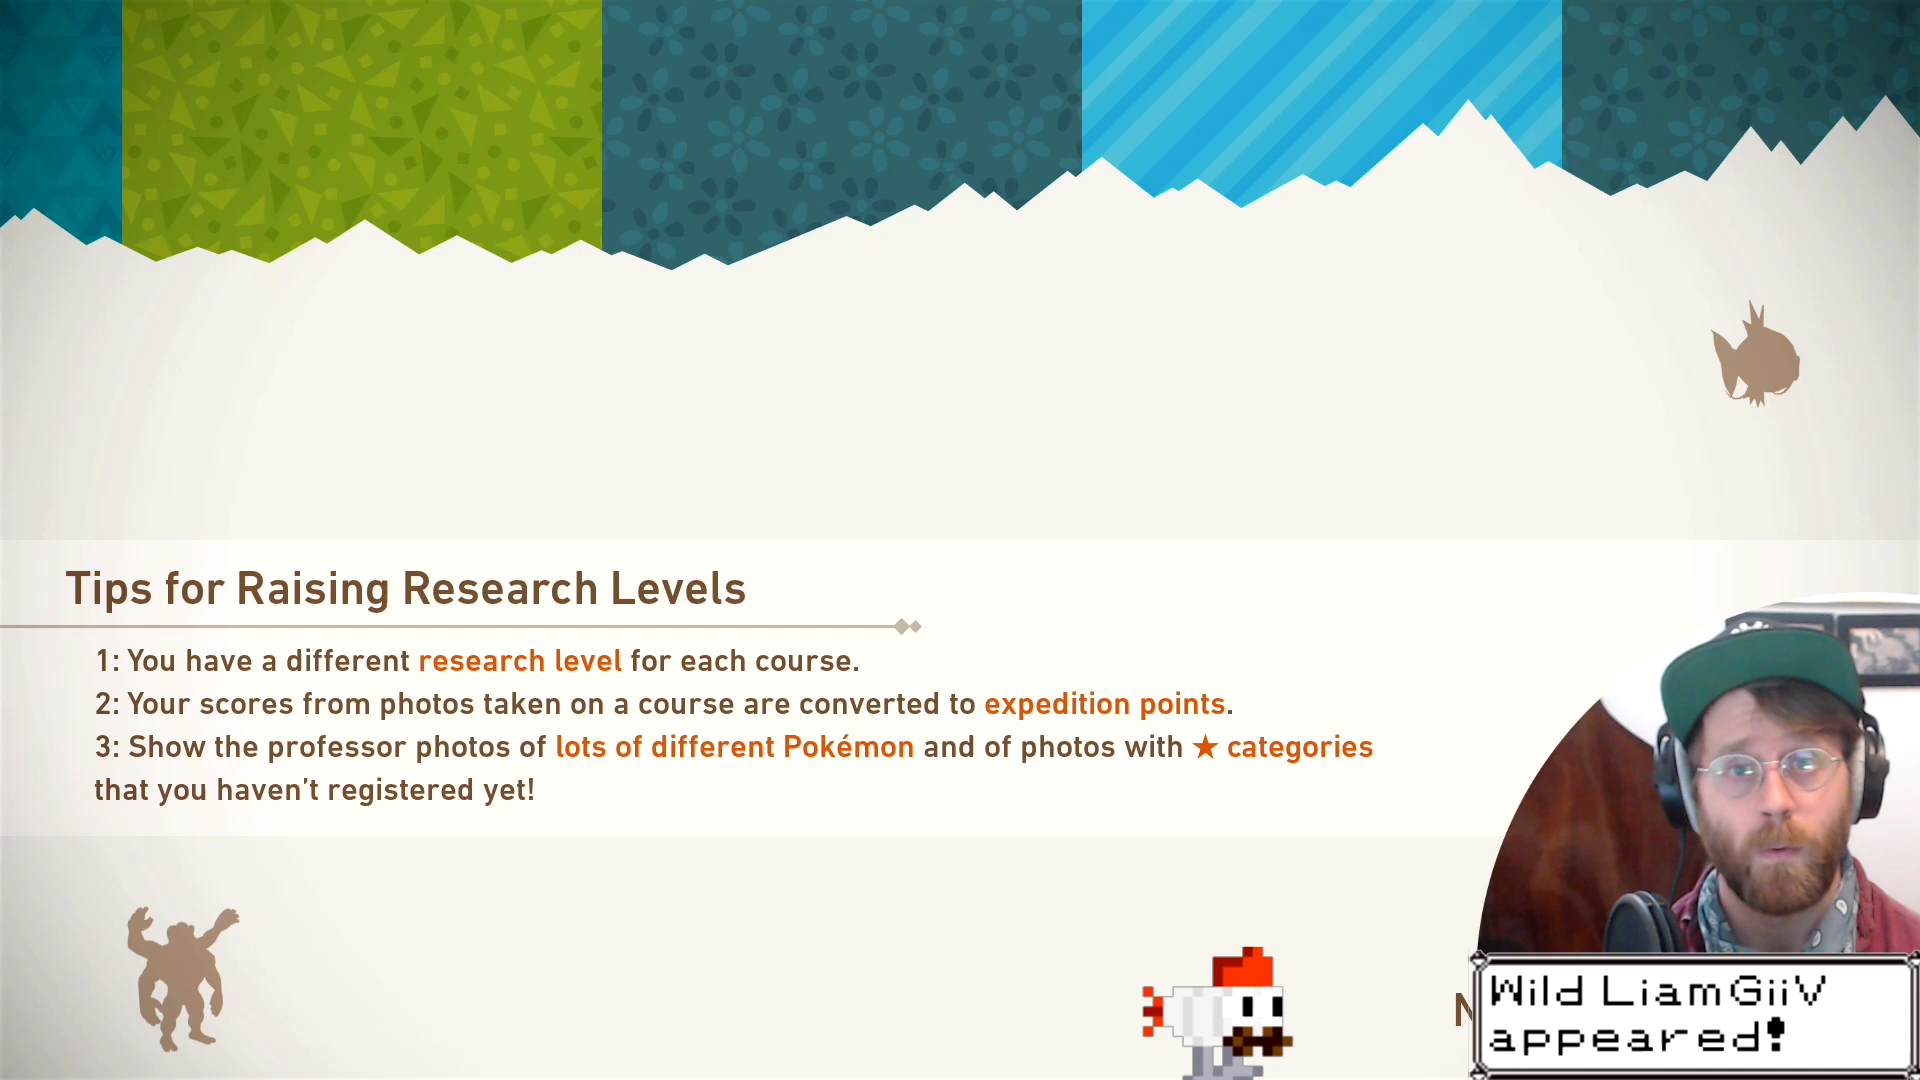 Tips for Raising Research Levels
1: You have a different research level for each course.
2: Your scores from photos taken on a course are converted to expedition points.
3: Show the professor photos of lots of different Pokémon and of photos with ★ categories
that you haven't registered yet!
Wild LiamGiiV
appeared!